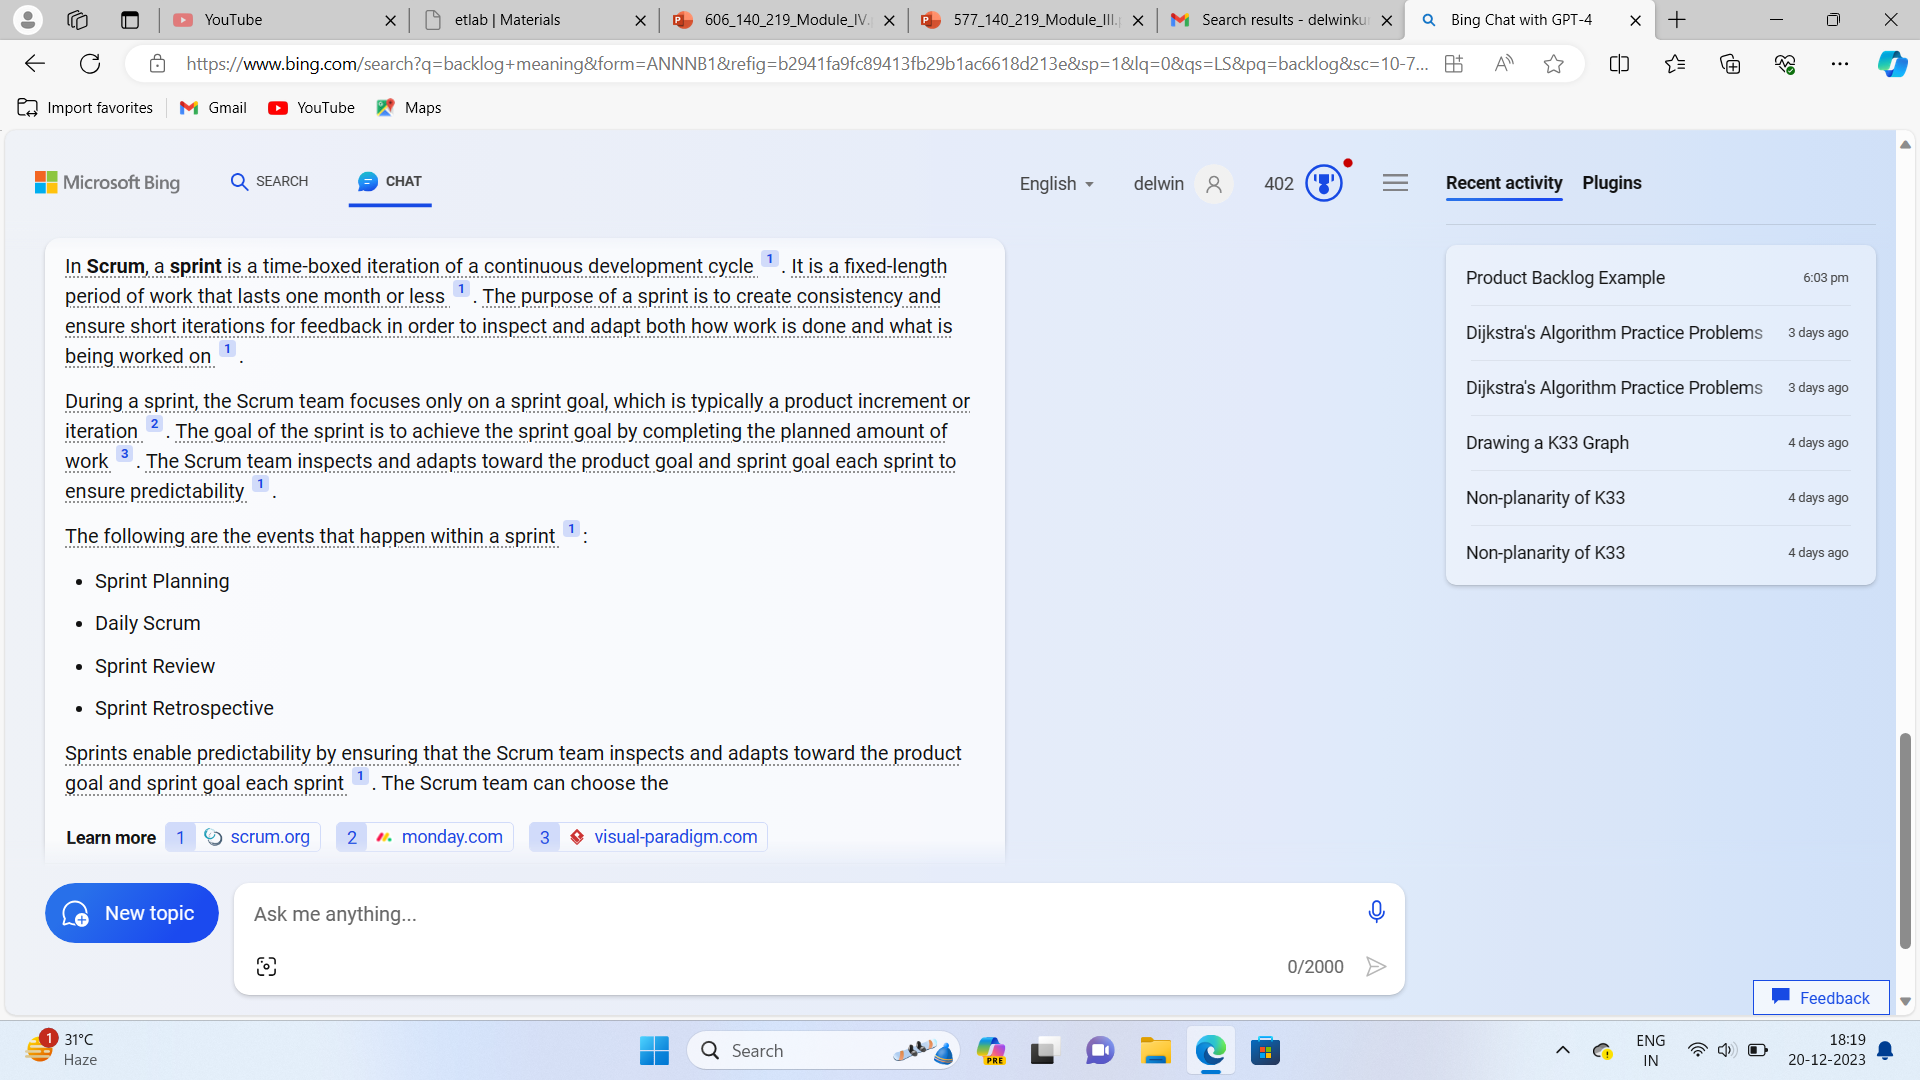 YouTube
etlab | Materials
606_140_219_Module_IV.
577_140_219_Module_III.
Search results - delwinku
Bing Chat with GPT-4
https://www.bing.com/search?q=backlog+meaning&form=ANNNB1&refig=b2941fa9fc89413fb29b1ac6618d213e&sp=1&lq=0&qs=LS&pq=backlog&sc=10-7...
Import favorites
Gmail
YouTube
Maps
Microsoft Bing
SEARCH
CHAT
English
delwin
402
Recent activity
Plugins
In Scrum, a sprint is a time-boxed iteration of a continuous development cycle 1 . It is a fixed-length
period of work that lasts one month or less 1 . The purpose of a sprint is to create consistency and
ensure short iterations for feedback in order to inspect and adapt both how work is done and what is
being worked on 1 .
During a sprint, the Scrum team focuses only on a sprint goal, which is typically a product increment or
iteration 2 . The goal of the sprint is to achieve the sprint goal by completing the planned amount of
work 3 . The Scrum team inspects and adapts toward the product goal and sprint goal each sprint to
ensure predictability 1 .
The following are the events that happen within a sprint 1 :
• Sprint Planning
• Daily Scrum
• Sprint Review
• Sprint Retrospective
Sprints enable predictability by ensuring that the Scrum team inspects and adapts toward the product
goal and sprint goal each sprint 1 . The Scrum team can choose the
Learn more 1 scrum.org 2 monday.com 3 visual-paradigm.com
Product Backlog Example 6:03 pm
Dijkstra's Algorithm Practice Problems 3 days ago
Dijkstra's Algorithm Practice Problems 3 days ago
Drawing a K33 Graph 4 days ago
Non-planarity of K33 4 days ago
Non-planarity of K33 4 days ago
New topic
Ask me anything...
0/2000
Feedback
1
31°C
Haze
Search
PRE
ENG
IN
18:19
20-12-2023